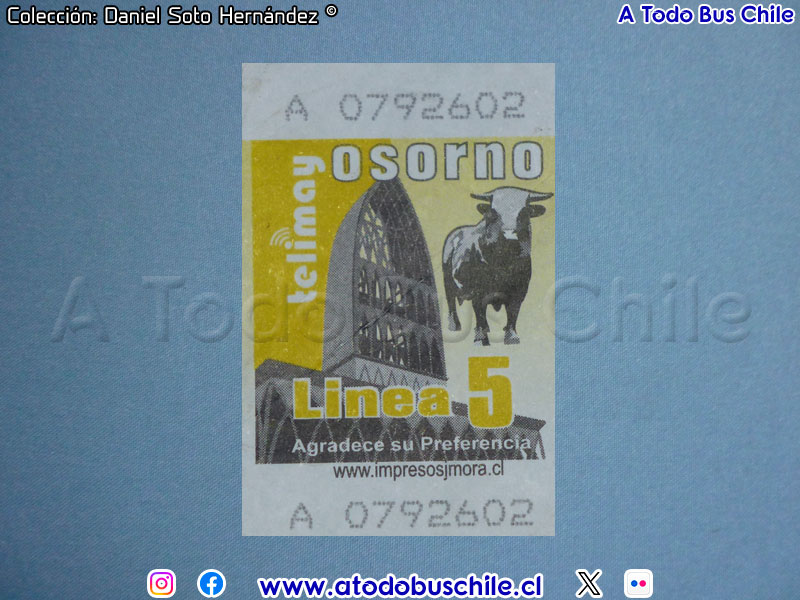 Colección: Daniel Soto Hernández ©
A Todo Bus Chile
A 0792602
osorno
telimay
A Todo Bus Chile
Linea 5
Agradece su Preferencia
www.impresosjmora.cl
A 0792602
www.atodobuschile.cl